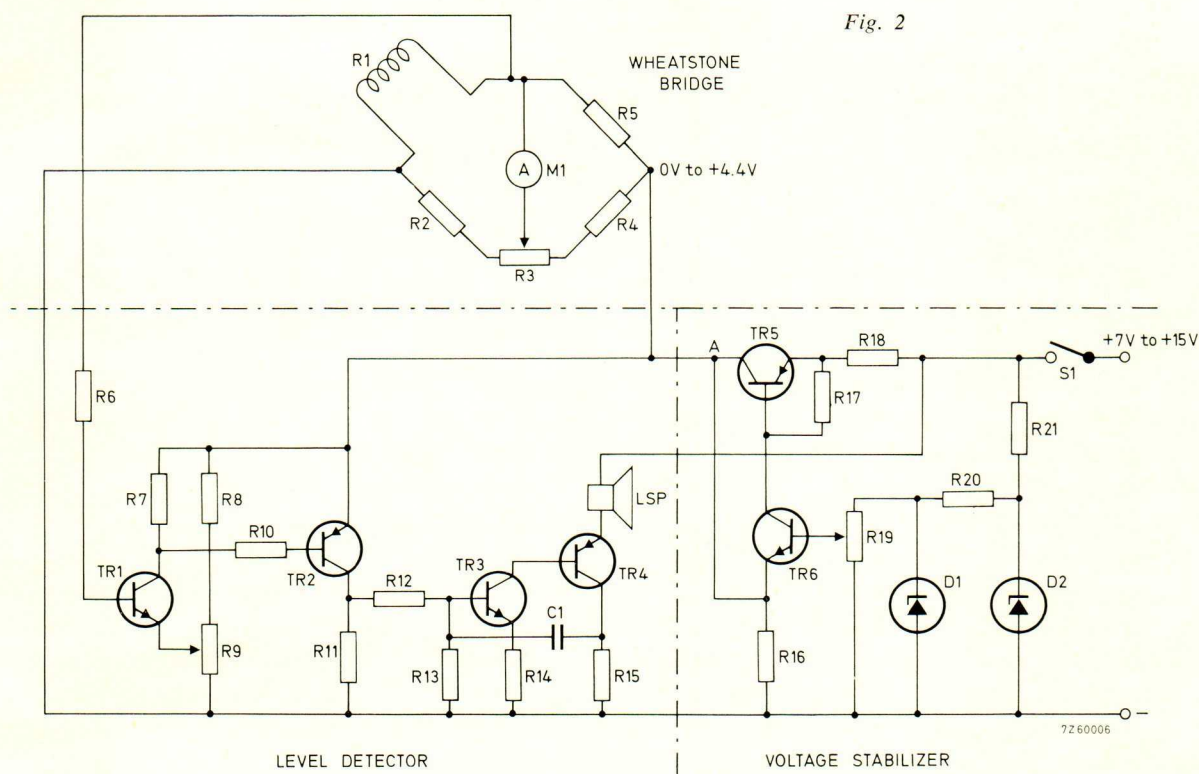 Fig. 2
R1
WHEATSTONE
BRIDGE
R5
A
M1
0V to +4.4V
R2
R4
R3
A
TR5
R18
+7V to +15V
S1
R6
R17
R21
R7
R8
LSP
R20
R10
R19
TR1
TR2
R12
TR3
TR4
TR6
D1
D2
C1
R9
R11
R13
R14
R15
R16
-
7Z60006
LEVEL DETECTOR
VOLTAGE STABILIZER